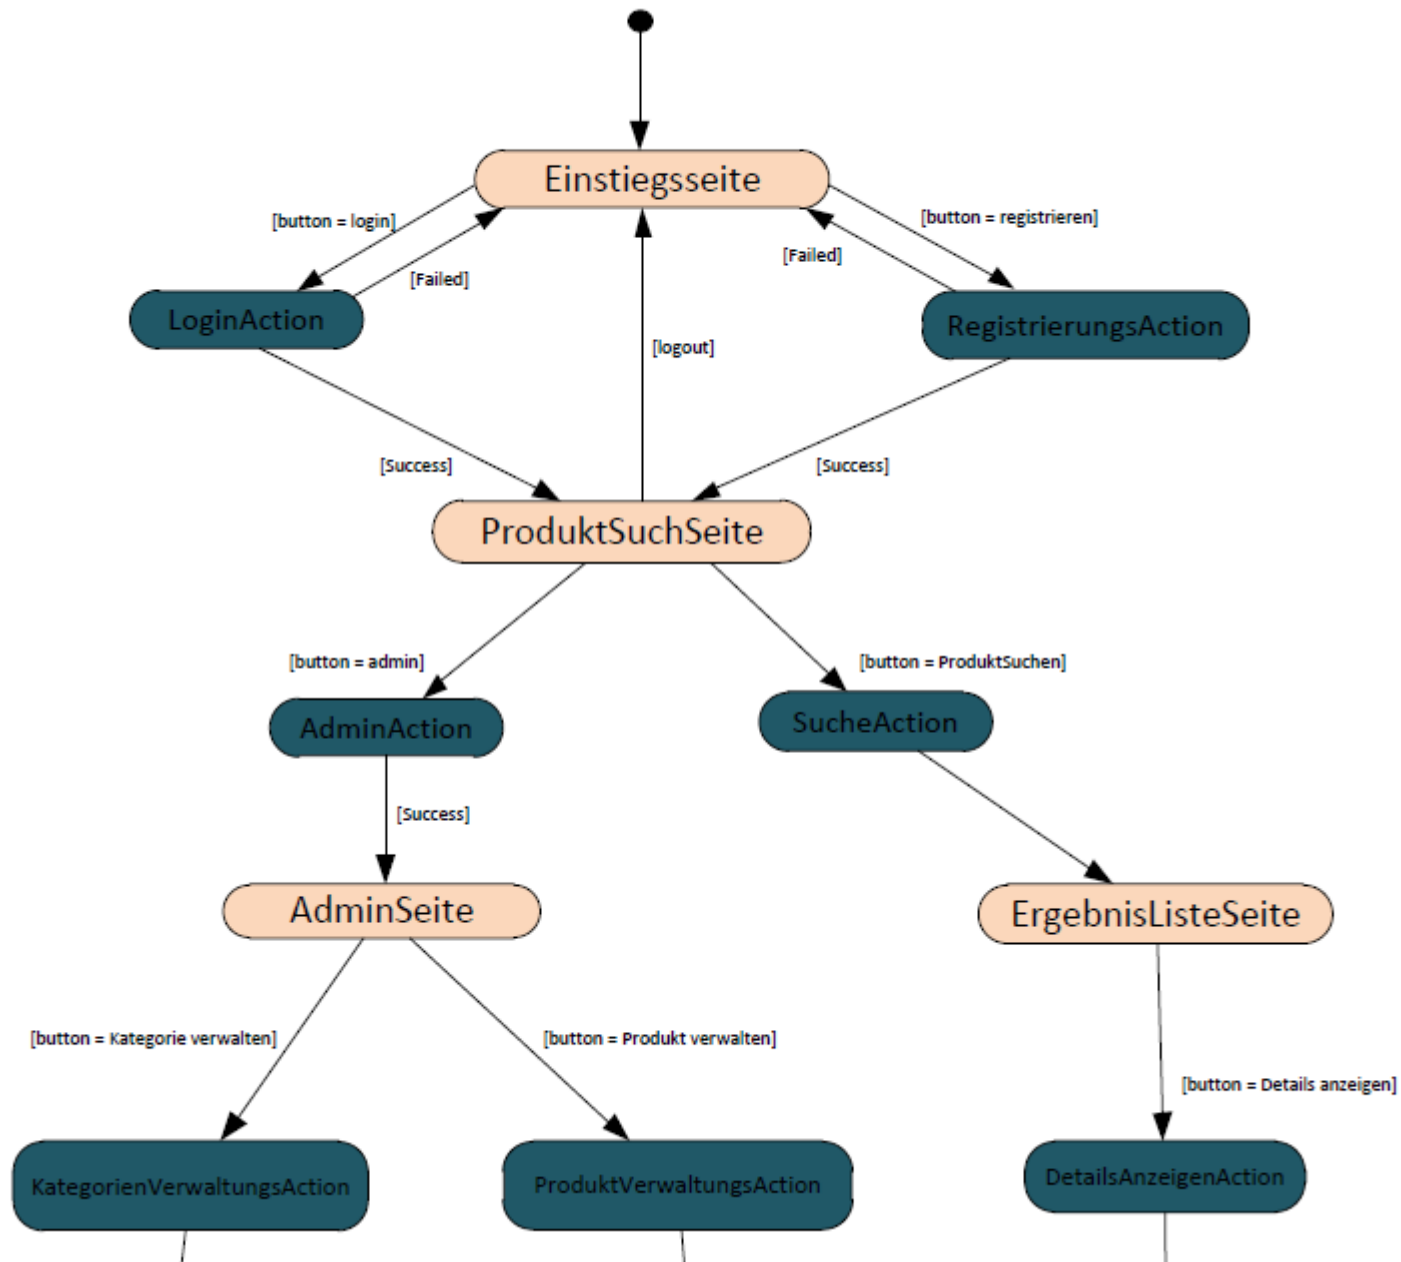 Einstiegsseite
[button = login]
[button = registrieren]
[Failed]
[Failed]
LoginAction
RegistrierungsAction
[logout]
[Success]
[Success]
ProduktSuchSeite
[button = admin]
[button = ProduktSuchen]
AdminAction
SucheAction
[Success]
AdminSeite
ErgebnisListeSeite
[button = Kategorie verwalten]
[button = Produkt verwalten]
[button = Details anzeigen]
KategorienVerwaltungsAction
ProduktVerwaltungsAction
DetailsAnzeigenAction